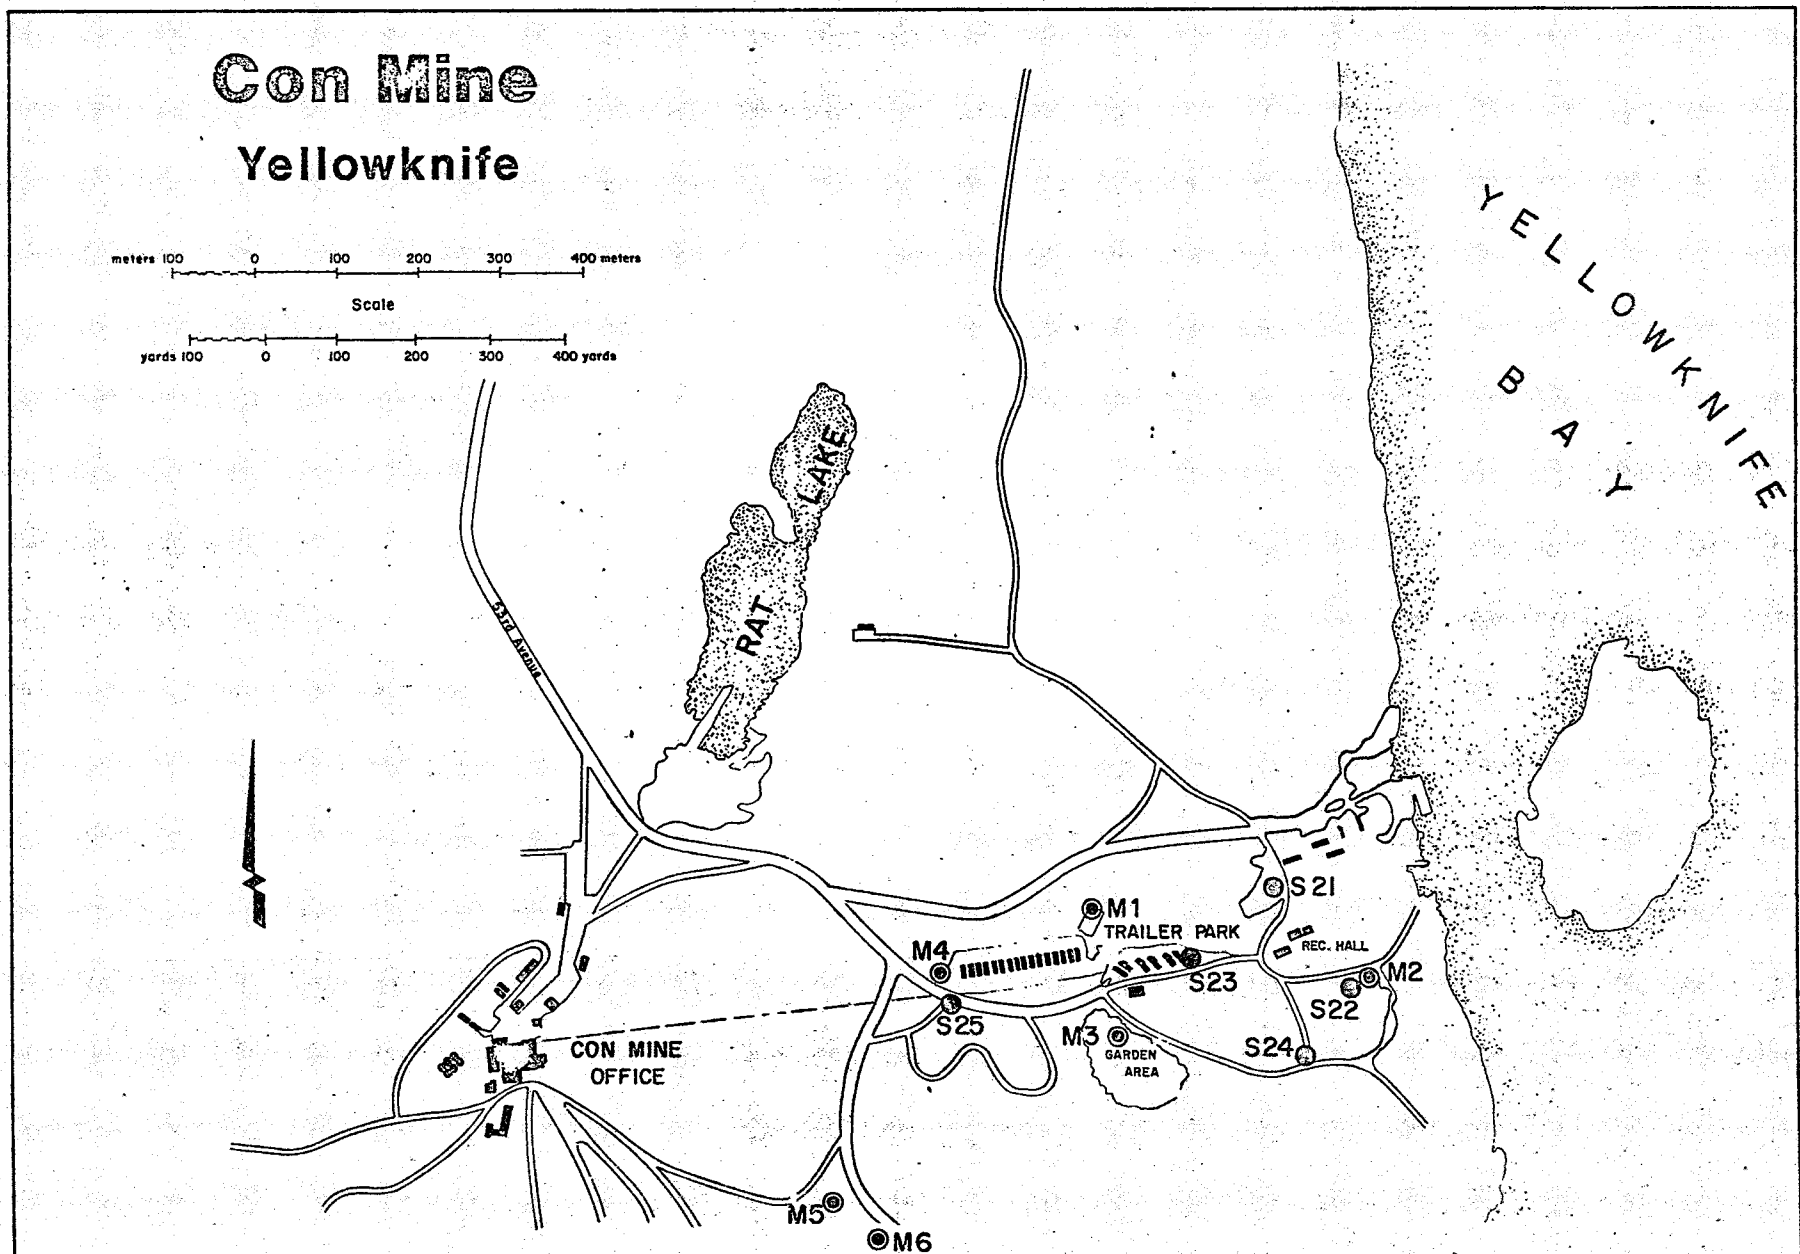 Con Mine
Yellowknife
meters 100 0 100 200 300 400 meters
Scale
yards 100 0 100 200 300 400 yards
YELLOWKNIFE
BAY
RAT LAKE
53rd Avenue
S21
M1
TRAILER PARK
REC. HALL
M4
S23
M2
S22
S25
M3
GARDEN
AREA
S24
CON MINE
OFFICE
M5
M6